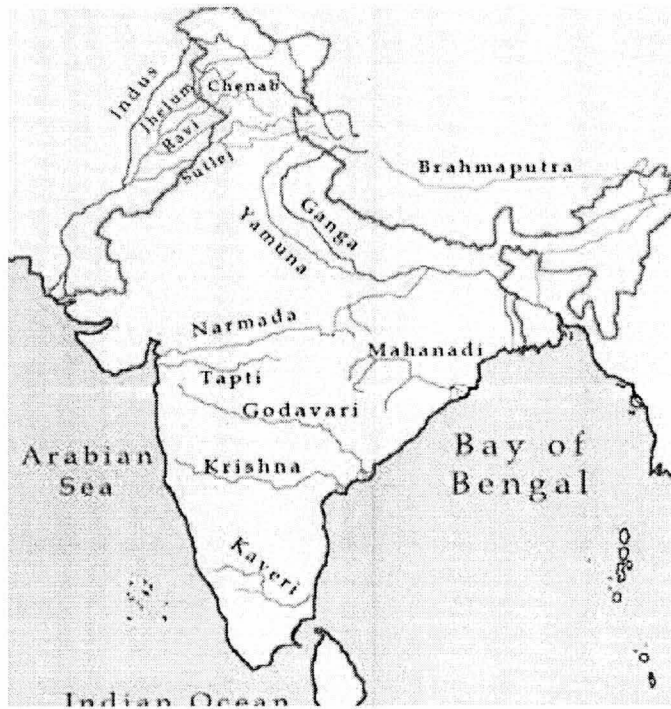 Indus
Jhelum
Chenab
Ravi
Sutlej
Brahmaputra
Ganga
Yamuna
Narmada
Mahanadi
Tapti
Godavari
Arabian
Sea
Bay of
Bengal
Krishna
Kaveri
Indian Ocean